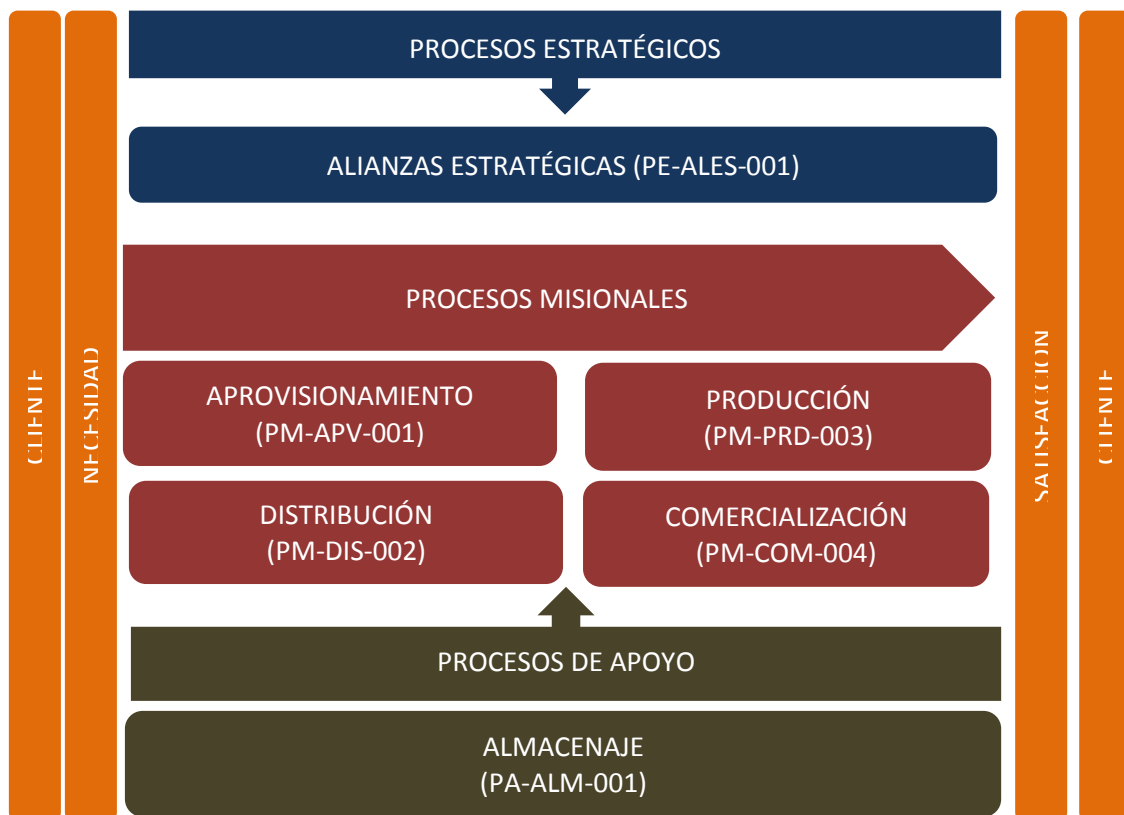 CLIENTE
NECESIDAD
PROCESOS ESTRATÉGICOS
ALIANZAS ESTRATÉGICAS (PE-ALES-001)
PROCESOS MISIONALES
APROVISIONAMIENTO
(PM-APV-001)
PRODUCCIÓN
(PM-PRD-003)
DISTRIBUCIÓN
(PM-DIS-002)
COMERCIALIZACIÓN
(PM-COM-004)
PROCESOS DE APOYO
ALMACENAJE
(PA-ALM-001)
SATISFACCION
CLIENTE